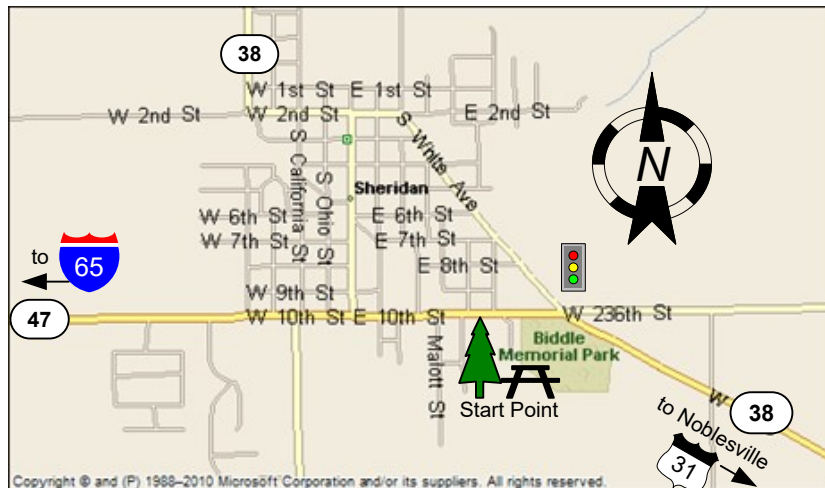 38
W 1st St E 1st St
W 2nd St
W 2nd St
E 2nd St
S White Ave
S California St
S Ohio St
N
Sheridan
W 6th St
E 6th St
W 7th St
E 7th St
E 8th St
to
65
W 9th St
47
W 10th St E 10th St
W 236th St
Malott St
Biddle
Memorial Park
Start Point
W
38
to Noblesville
31
Copyright © and (P) 1988–2010 Microsoft Corporation and/or its suppliers. All rights reserved.